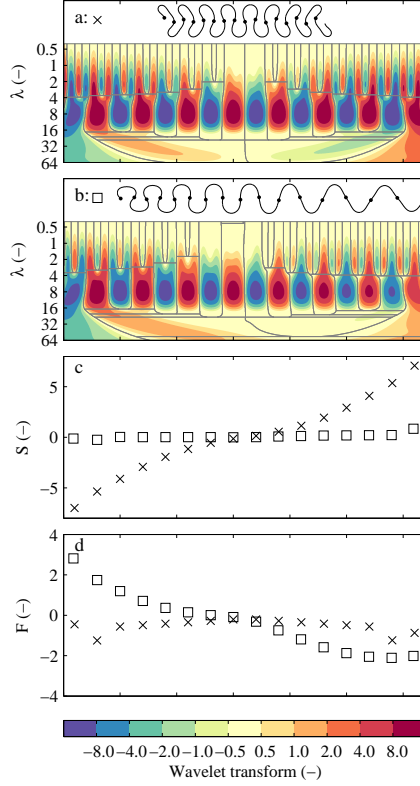 a: ×
0.5
1
2
4
8
16
32
64
λ (−)
b: □
0.5
1
2
4
8
16
32
64
λ (−)
c
5
0
−5
S (−)
d
4
2
0
−2
−4
F (−)
−8.0 −4.0 −2.0 −1.0 −0.5 0.5 1.0 2.0 4.0 8.0
Wavelet transform (−)